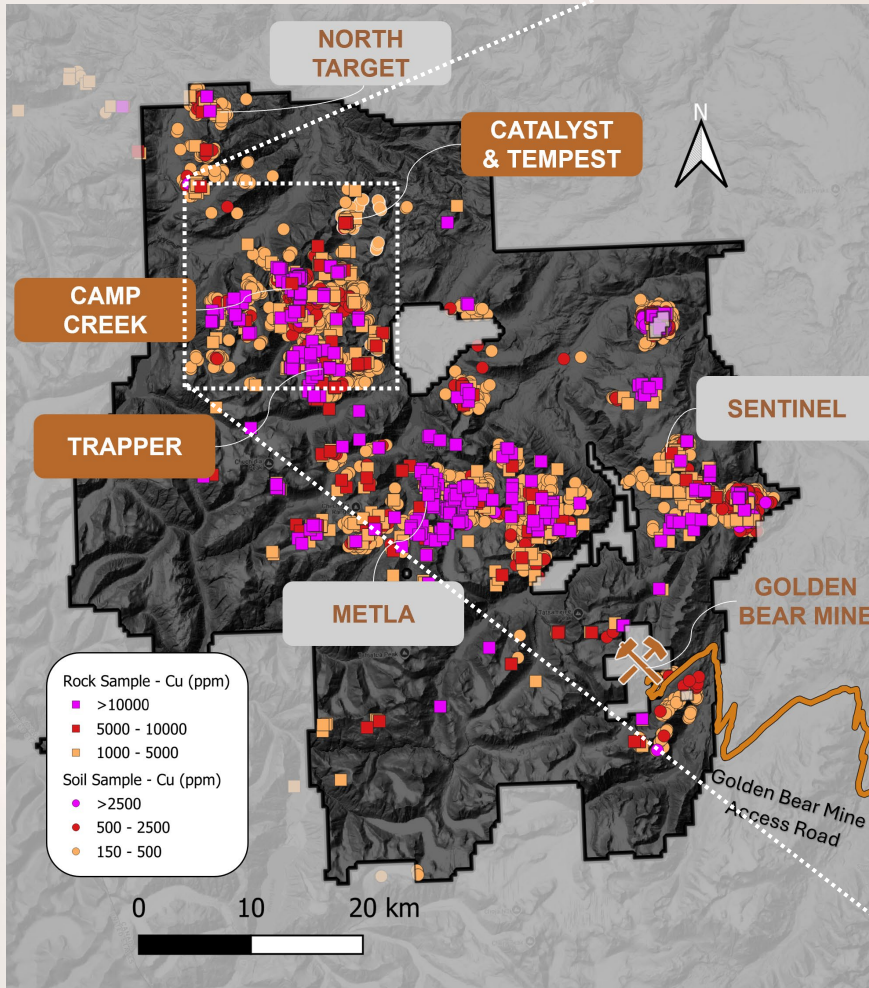 NORTH
TARGET
CATALYST
& TEMPEST
N
CAMP
CREEK
SENTINEL
TRAPPER
METLA
GOLDEN
BEAR MINE
Rock Sample - Cu (ppm)
>10000
5000 - 10000
1000 - 5000
Soil Sample - Cu (ppm)
>2500
500 - 2500
150 - 500
Golden Bear Mine
Access Road
0 10 20 km